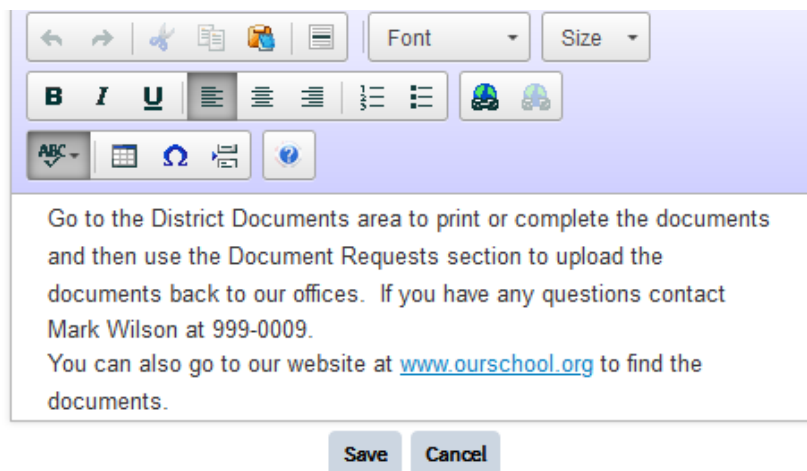 Font Size
B I U
ABC Ω ?
Go to the District Documents area to print or complete the documents
and then use the Document Requests section to upload the
documents back to our offices.  If you have any questions contact
Mark Wilson at 999-0009.
You can also go to our website at www.ourschool.org to find the
documents.
Save Cancel